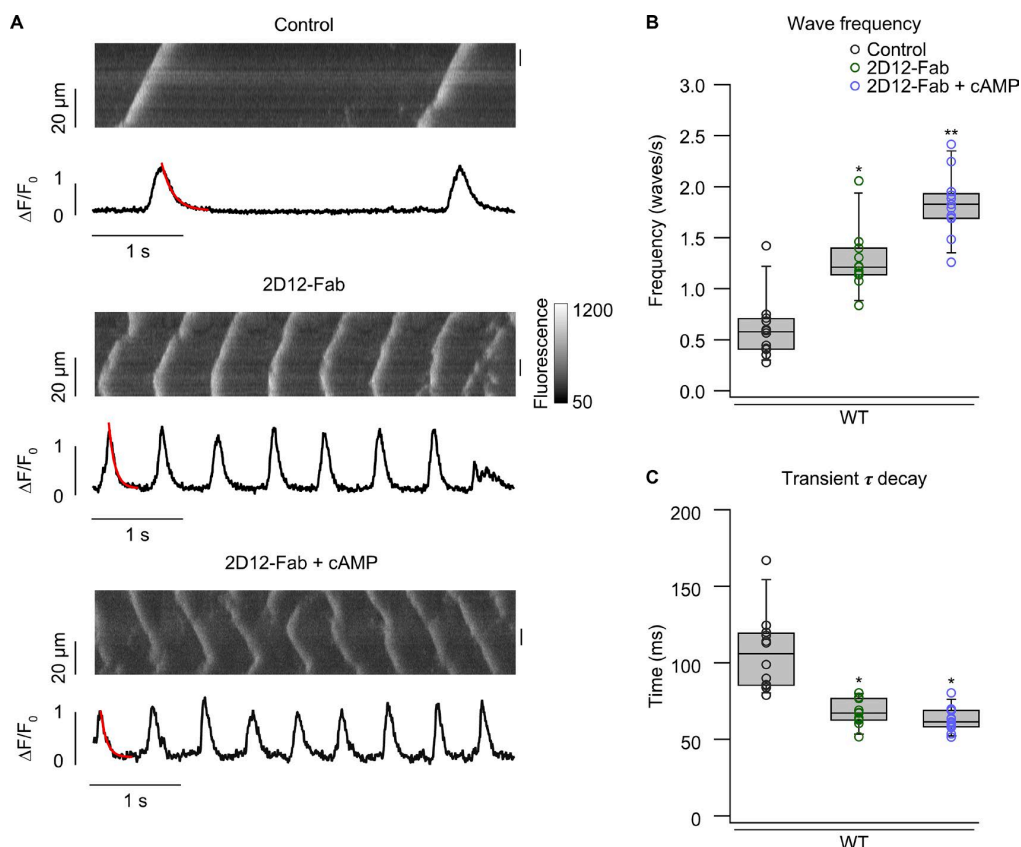 A
Control
20 µm
1
0
ΔF/F0
1 s
2D12-Fab
20 µm
Fluorescence
1200
50
1
0
ΔF/F0
1 s
2D12-Fab + cAMP
20 µm
1
0
ΔF/F0
1 s
B
Wave frequency
Control
2D12-Fab
2D12-Fab + cAMP
3.0
2.5
2.0
1.5
1.0
0.5
0.0
Frequency (waves/s)
*
**
WT
C
Transient τ decay
200
150
100
50
0
Time (ms)
*
*
WT